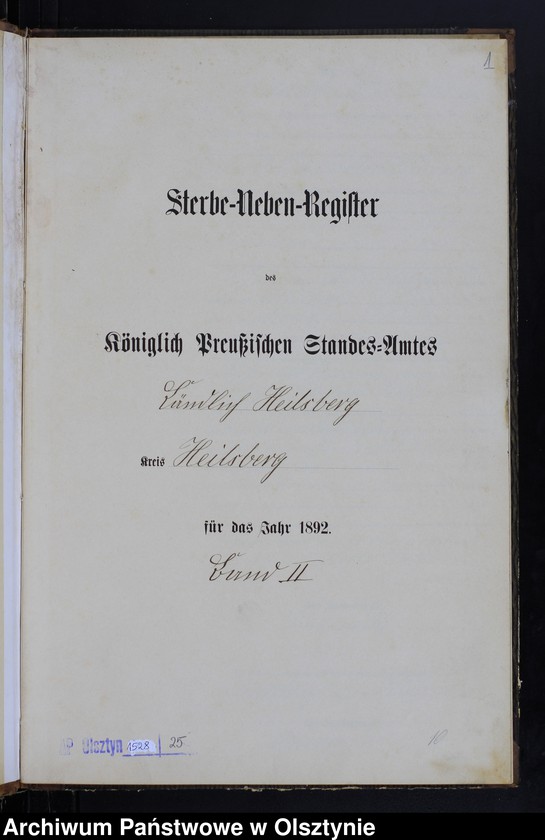 1
Sterbe-Neben-Register
des
Königlich Preußischen Standes-Amtes
Ländlich Heilsberg
Kreis Heilsberg
für das Jahr 1892.
Band II
AP Olsztyn 1528 25
Archiwum Państwowe w Olsztynie